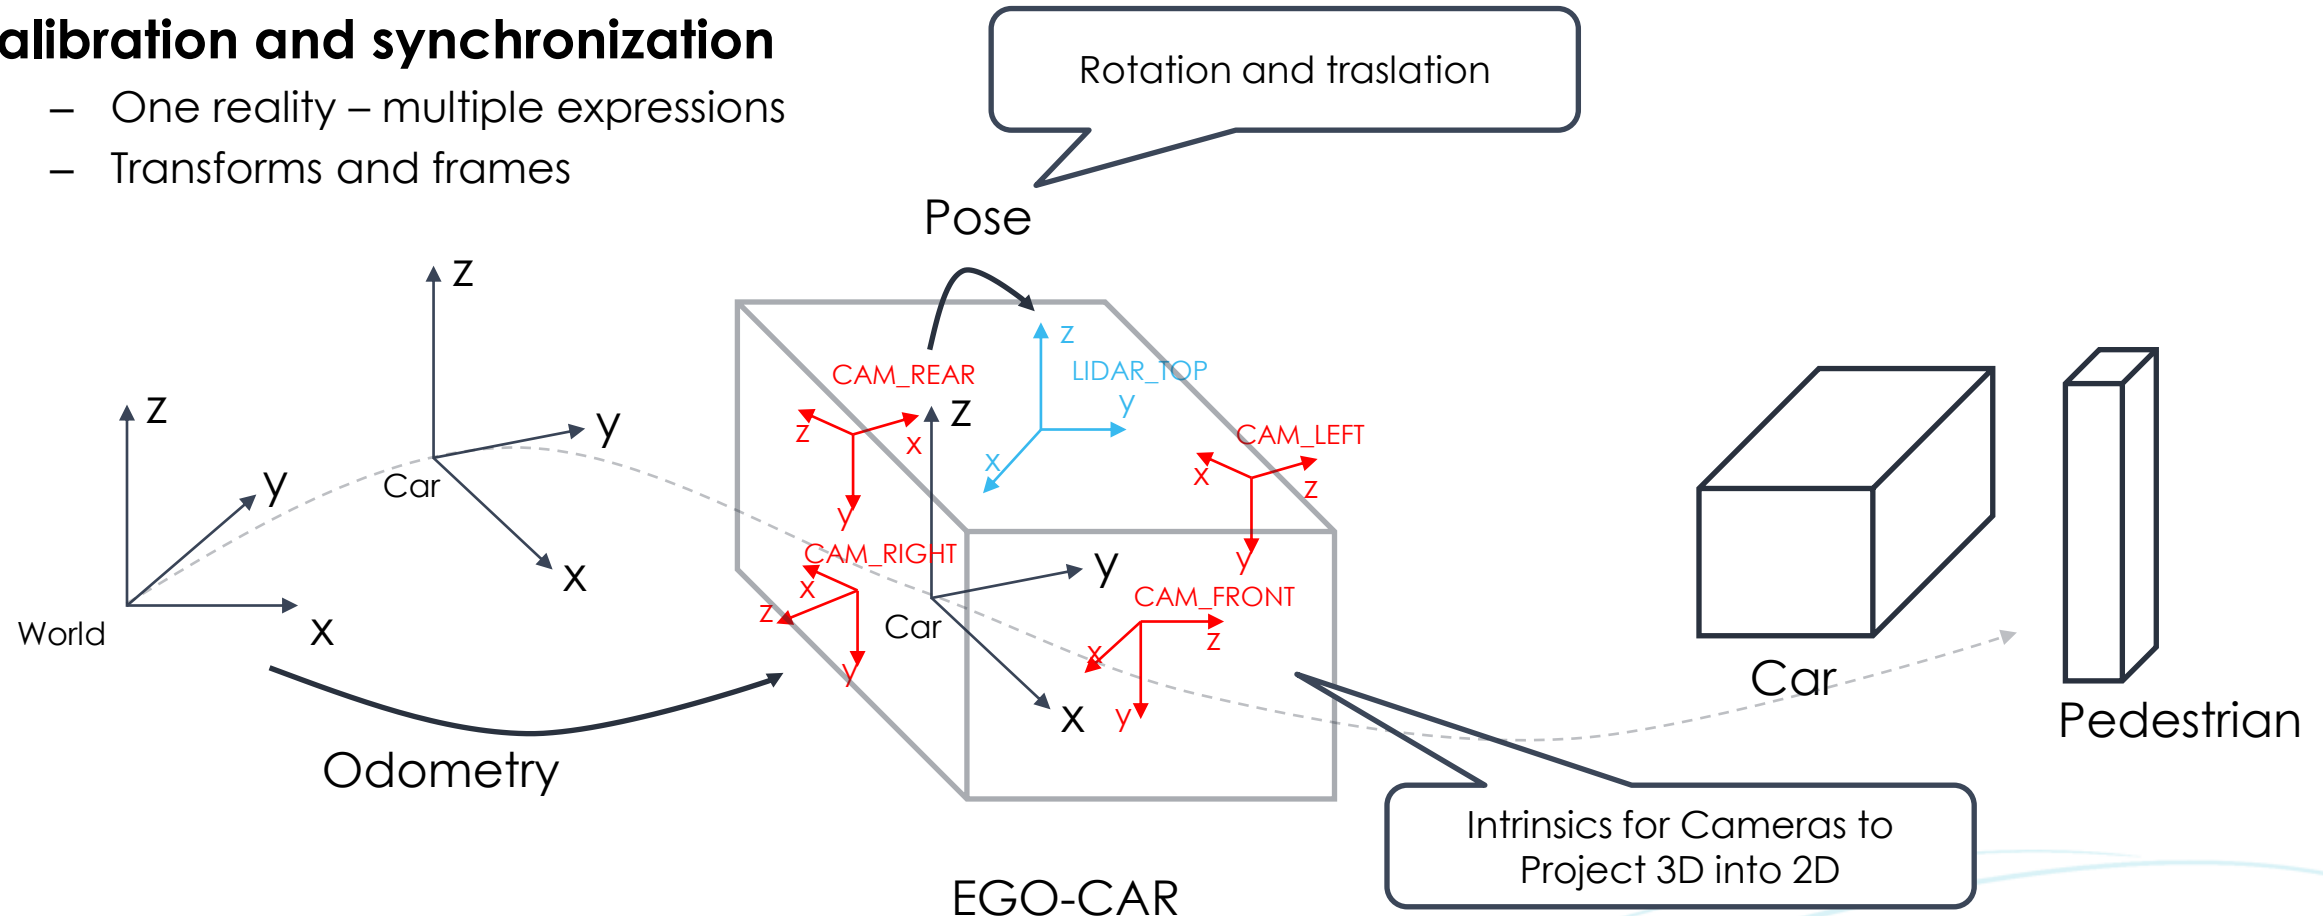 alibration and synchronization
– One reality – multiple expressions
– Transforms and frames
Rotation and traslation
Pose
z
y
x
World
z
y
x
Car
Odometry
CAM_REAR
z
x
y
LIDAR_TOP
z
y
x
CAM_LEFT
x
z
y
CAM_RIGHT
x
z
y
z
y
x
Car
CAM_FRONT
x
z
y
EGO-CAR
Car
Pedestrian
Intrinsics for Cameras to
Project 3D into 2D